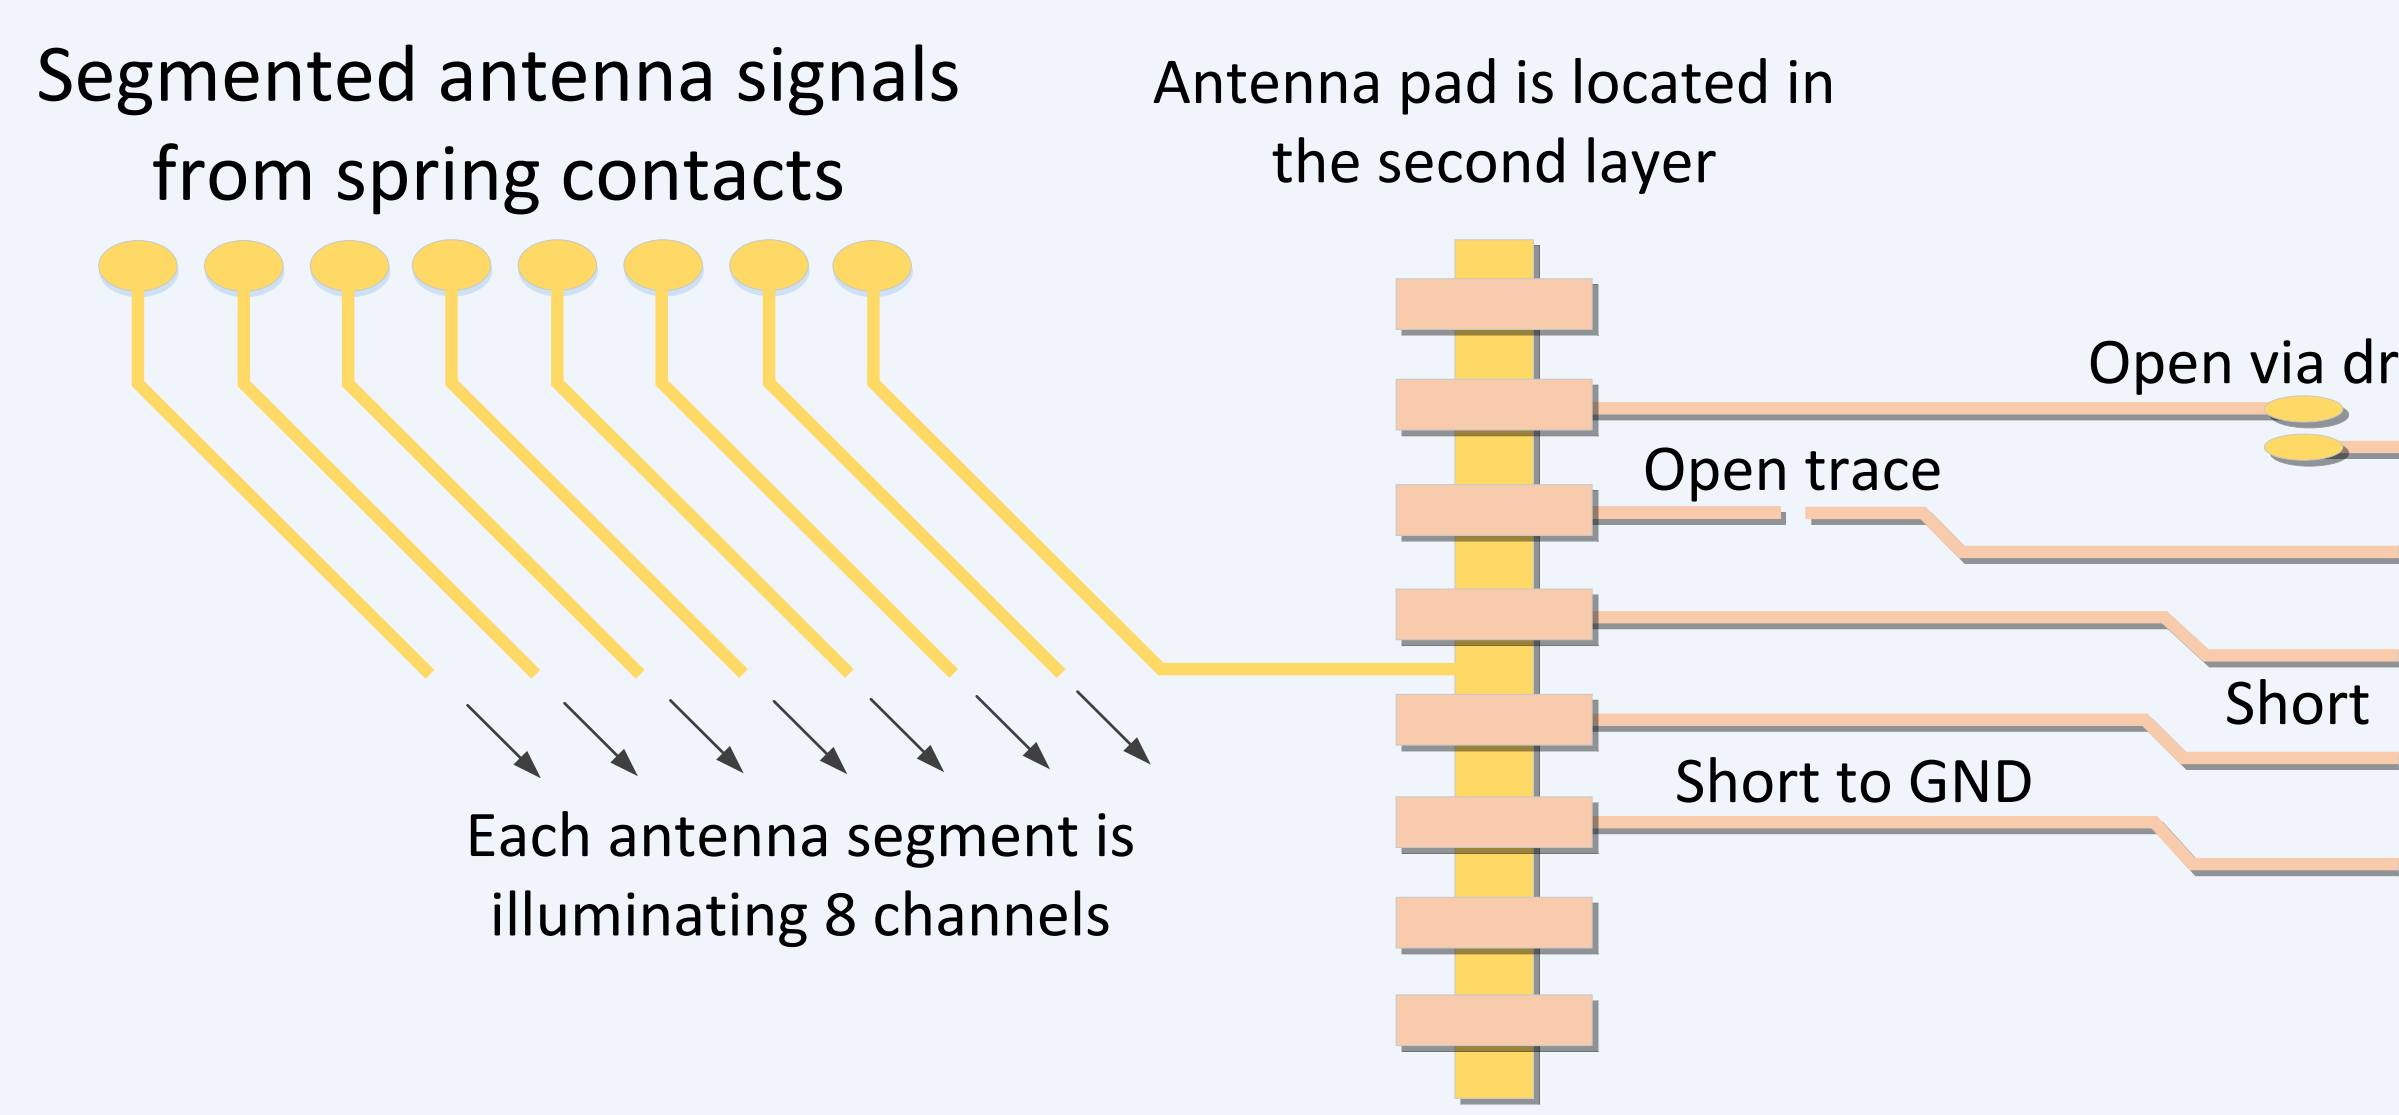 Segmented antenna signals
from spring contacts
Antenna pad is located in
the second layer
Open via
Open trace
Short
Short to GND
Each antenna segment is
illuminating 8 channels